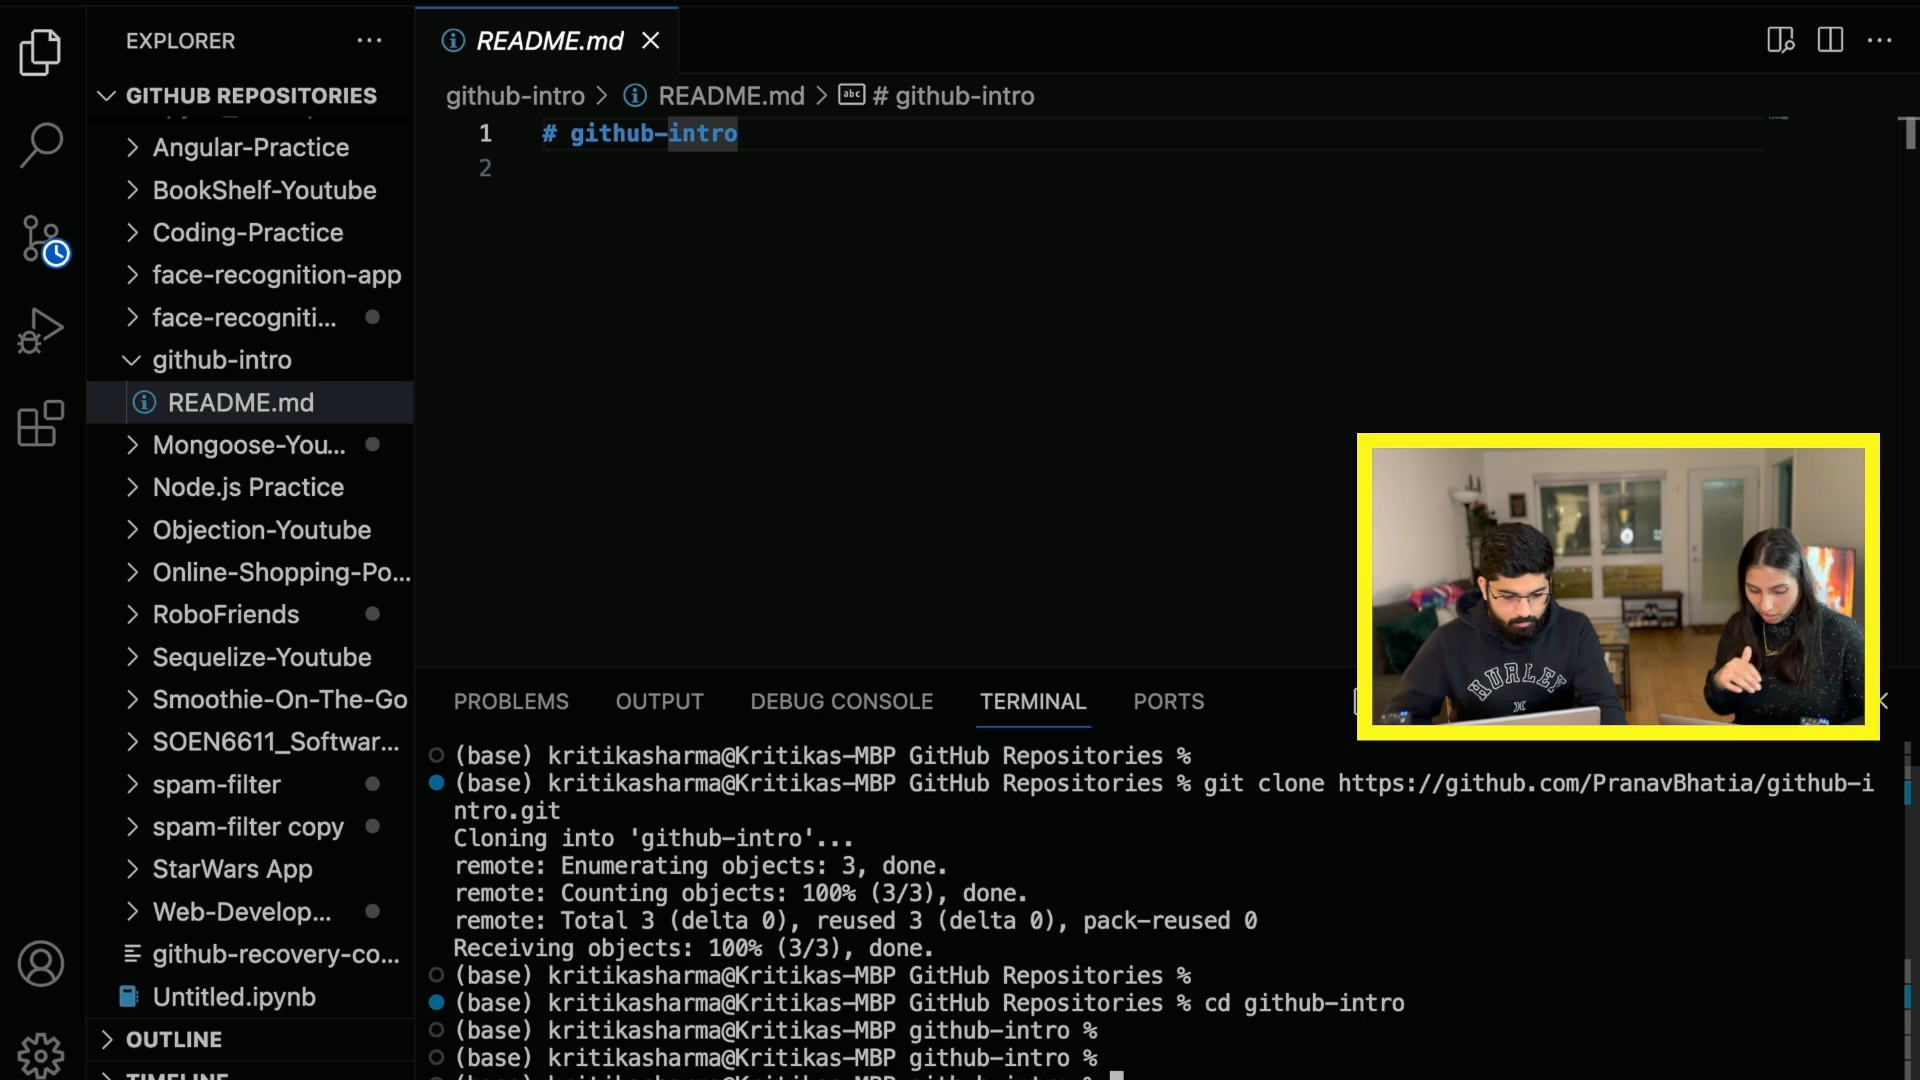 EXPLORER
README.md
GITHUB REPOSITORIES
github-intro > README.md > # github-intro
1 # github-intro
2
Angular-Practice
BookShelf-Youtube
Coding-Practice
face-recognition-app
face-recogniti...
github-intro
README.md
Mongoose-You...
Node.js Practice
Objection-Youtube
Online-Shopping-Po...
RoboFriends
Sequelize-Youtube
Smoothie-On-The-Go
SOEN6611_Softwar...
spam-filter
spam-filter copy
StarWars App
Web-Develop...
github-recovery-co...
Untitled.ipynb
OUTLINE
TIMELINE
HURLEY
PROBLEMS OUTPUT DEBUG CONSOLE TERMINAL PORTS
(base) kritikasharma@Kritikas-MBP GitHub Repositories %
(base) kritikasharma@Kritikas-MBP GitHub Repositories % git clone https://github.com/PranavBhatia/github-i
ntro.git
Cloning into 'github-intro'...
remote: Enumerating objects: 3, done.
remote: Counting objects: 100% (3/3), done.
remote: Total 3 (delta 0), reused 3 (delta 0), pack-reused 0
Receiving objects: 100% (3/3), done.
(base) kritikasharma@Kritikas-MBP GitHub Repositories %
(base) kritikasharma@Kritikas-MBP GitHub Repositories % cd github-intro
(base) kritikasharma@Kritikas-MBP github-intro %
(base) kritikasharma@Kritikas-MBP github-intro %
(base) kritikasharma@Kritikas-MBP github-intro %